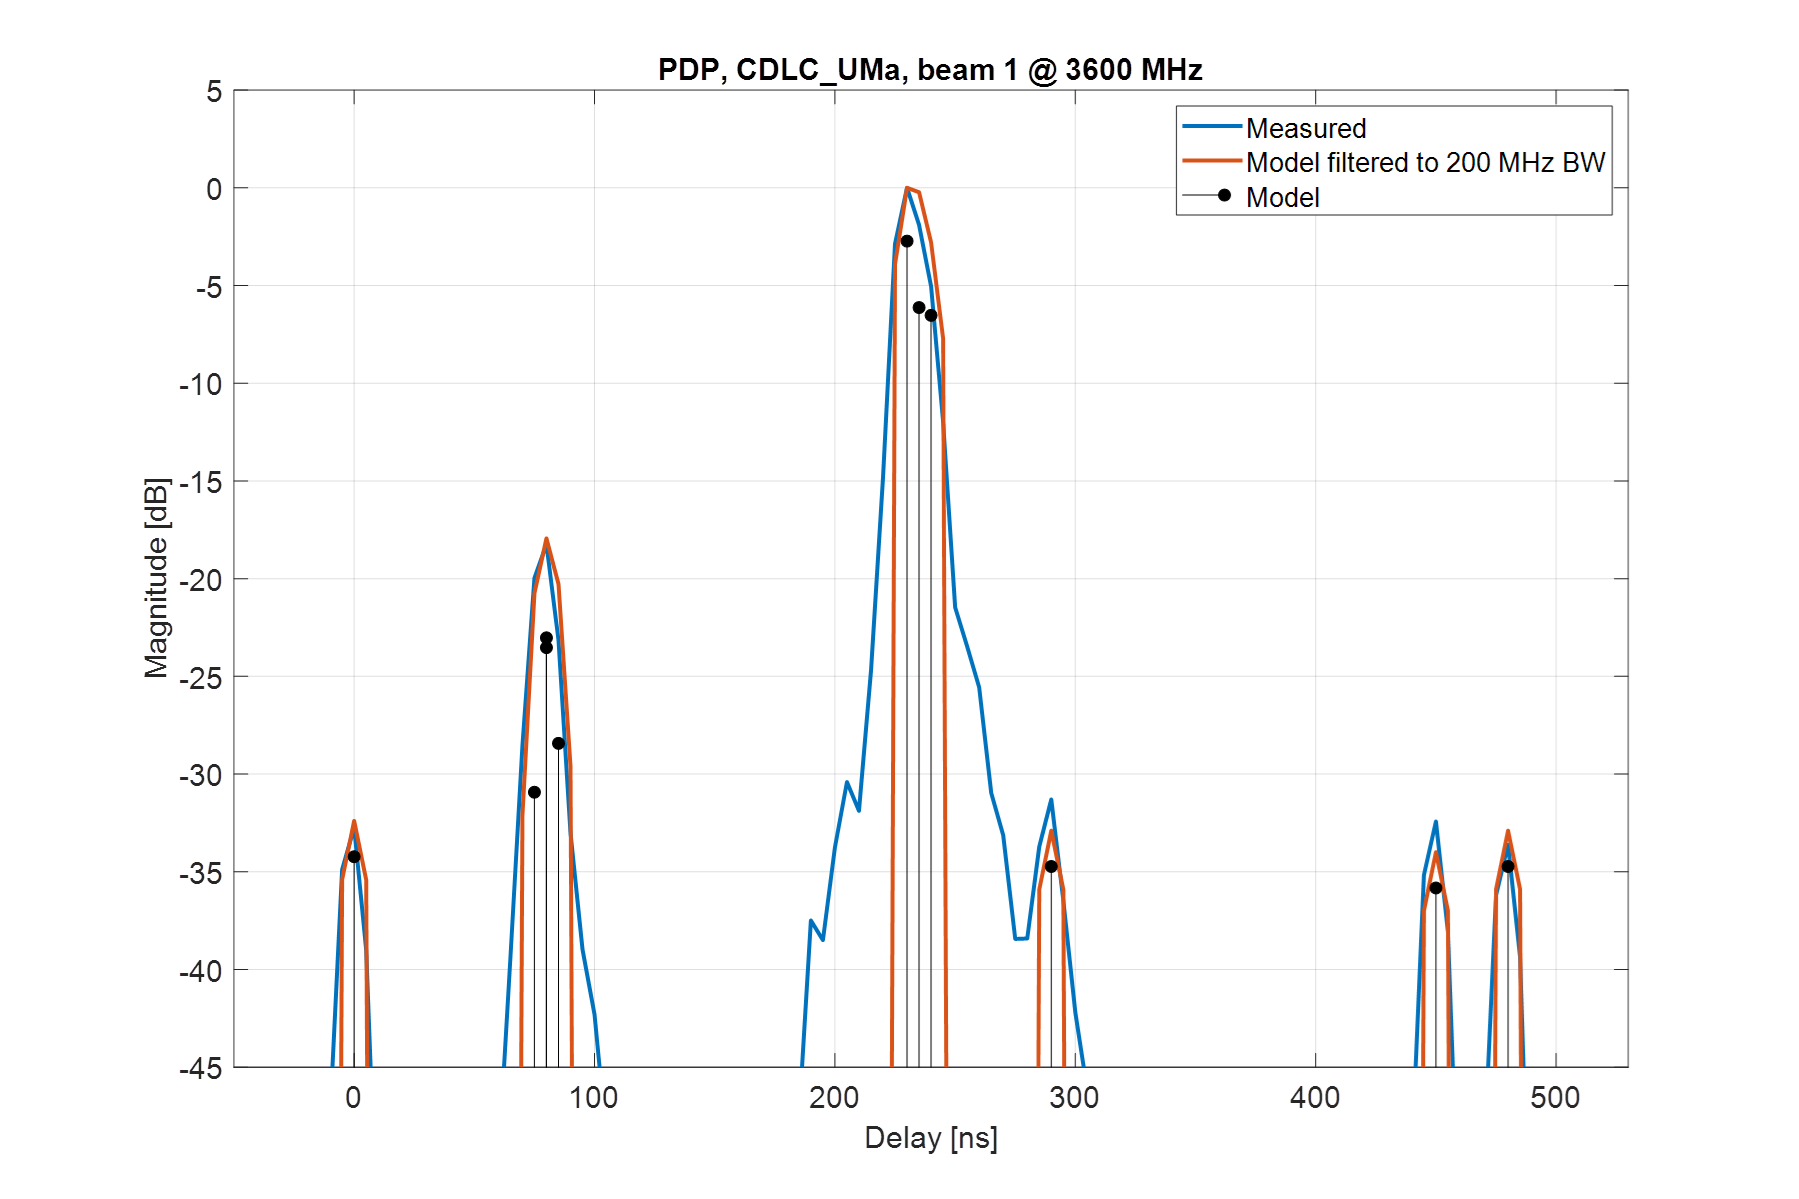 PDP, CDLC_UMa, beam 1 @ 3600 MHz
Measured
Model filtered to 200 MHz BW
Model
5
0
-5
-10
-15
-20
-25
-30
-35
-40
-45
Magnitude [dB]
0 100 200 300 400 500
Delay [ns]